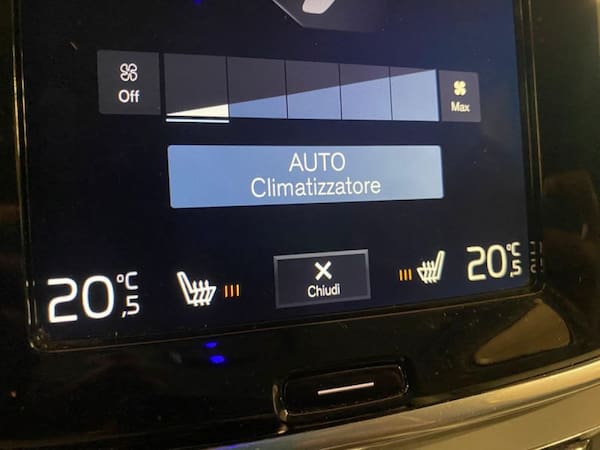 Off
Max
AUTO
Climatizzatore
20,5°C
Chiudi
20,5°C